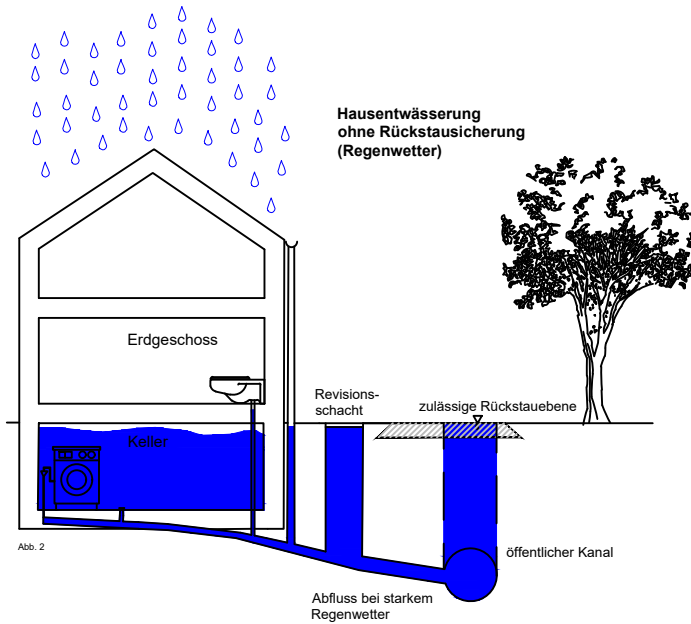 Hausentwässerung
ohne Rückstausicherung
(Regenwetter)
Erdgeschoss
Revisions-
schacht
zulässige Rückstauebene
Keller
Abb. 2
öffentlicher Kanal
Abfluss bei starkem
Regenwetter